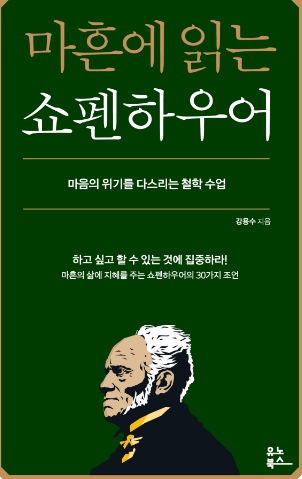 마흔에 읽는
쇼펜하우어
마음의 위기를 다스리는 철학 수업
강용수 지음
하고 싶고 할 수 있는 것에 집중하라!
마흔의 삶에 지혜를 주는 쇼펜하우어의 30가지 조언
유노
북스